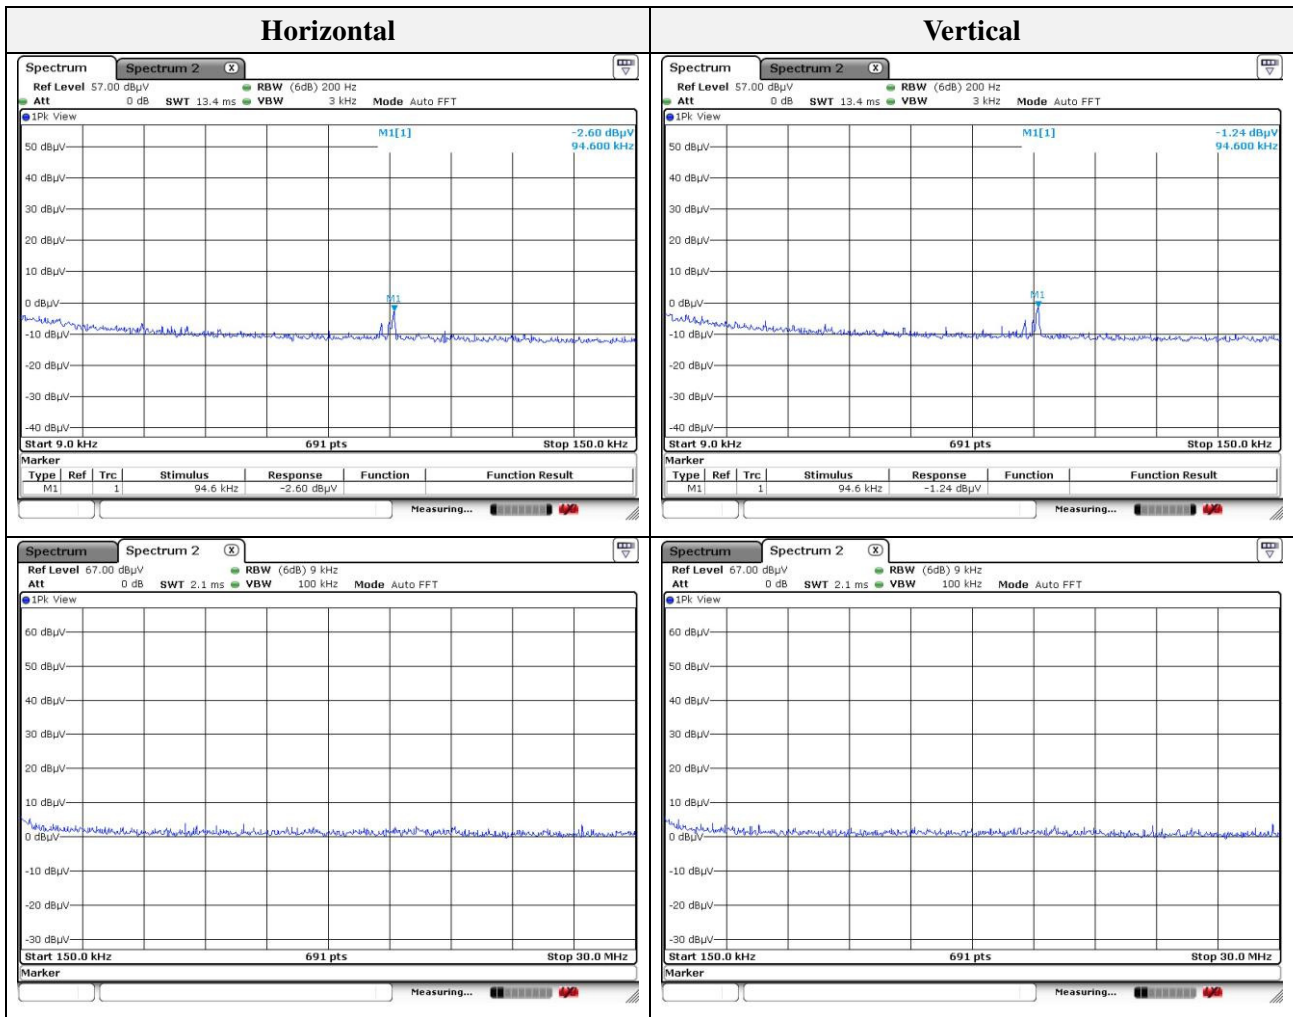 Horizontal
Vertical
Spectrum Spectrum 2 X
Ref Level 57.00 dBµV RBW (6dB) 200 Hz
Att 0 dB SWT 13.4 ms VBW 3 kHz Mode Auto FFT
1Pk View
M1[1] -2.60 dBµV
94.600 kHz
50 dBµV
40 dBµV
30 dBµV
20 dBµV
10 dBµV
0 dBµV
M1
-10 dBµV
-20 dBµV
-30 dBµV
-40 dBµV
Start 9.0 kHz 691 pts Stop 150.0 kHz
Marker
Type Ref Trc Stimulus Response Function Function Result
M1 1 94.6 kHz -2.60 dBµV
Measuring...
Spectrum Spectrum 2 X
Ref Level 57.00 dBµV RBW (6dB) 200 Hz
Att 0 dB SWT 13.4 ms VBW 3 kHz Mode Auto FFT
1Pk View
M1[1] -1.24 dBµV
94.600 kHz
50 dBµV
40 dBµV
30 dBµV
20 dBµV
10 dBµV
0 dBµV
M1
-10 dBµV
-20 dBµV
-30 dBµV
-40 dBµV
Start 9.0 kHz 691 pts Stop 150.0 kHz
Marker
Type Ref Trc Stimulus Response Function Function Result
M1 1 94.6 kHz -1.24 dBµV
Measuring...
Spectrum Spectrum 2 X
Ref Level 67.00 dBµV RBW (6dB) 9 kHz
Att 0 dB SWT 2.1 ms VBW 100 kHz Mode Auto FFT
1Pk View
60 dBµV
50 dBµV
40 dBµV
30 dBµV
20 dBµV
10 dBµV
0 dBµV
-10 dBµV
-20 dBµV
-30 dBµV
Start 150.0 kHz 691 pts Stop 30.0 MHz
Marker
Measuring...
Spectrum Spectrum 2 X
Ref Level 67.00 dBµV RBW (6dB) 9 kHz
Att 0 dB SWT 2.1 ms VBW 100 kHz Mode Auto FFT
1Pk View
60 dBµV
50 dBµV
40 dBµV
30 dBµV
20 dBµV
10 dBµV
0 dBµV
-10 dBµV
-20 dBµV
-30 dBµV
Start 150.0 kHz 691 pts Stop 30.0 MHz
Marker
Measuring...